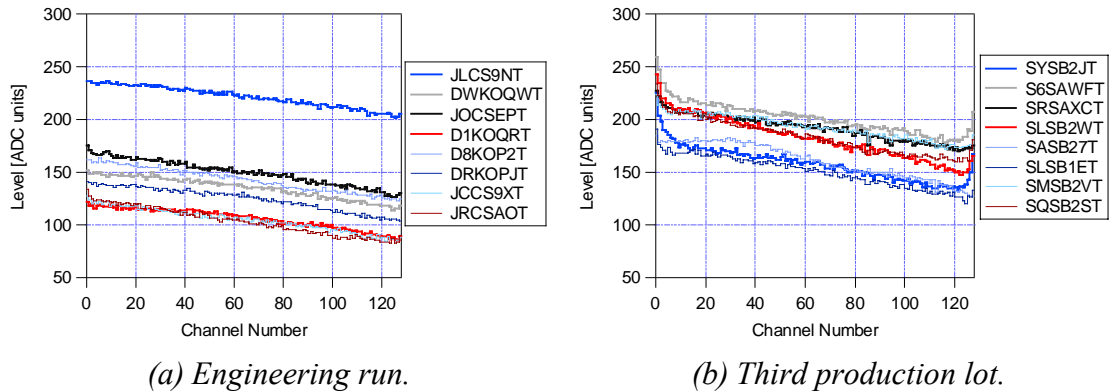 300
250
200
150
100
50
Level [ADC units]
0 20 40 60 80 100 120
Channel Number
JLCS9NT
DWKOQWT
JOCSEPT
D1KOQRT
D8KOP2T
DRKOPJT
JCCS9XT
JRCSAOT
(a) Engineering run.
300
250
200
150
100
50
Level [ADC units]
0 20 40 60 80 100 120
Channel Number
SYSB2JT
S6SAWFT
SRSAXCT
SLSB2WT
SASB27T
SLSB1ET
SMSB2VT
SQSB2ST
(b) Third production lot.